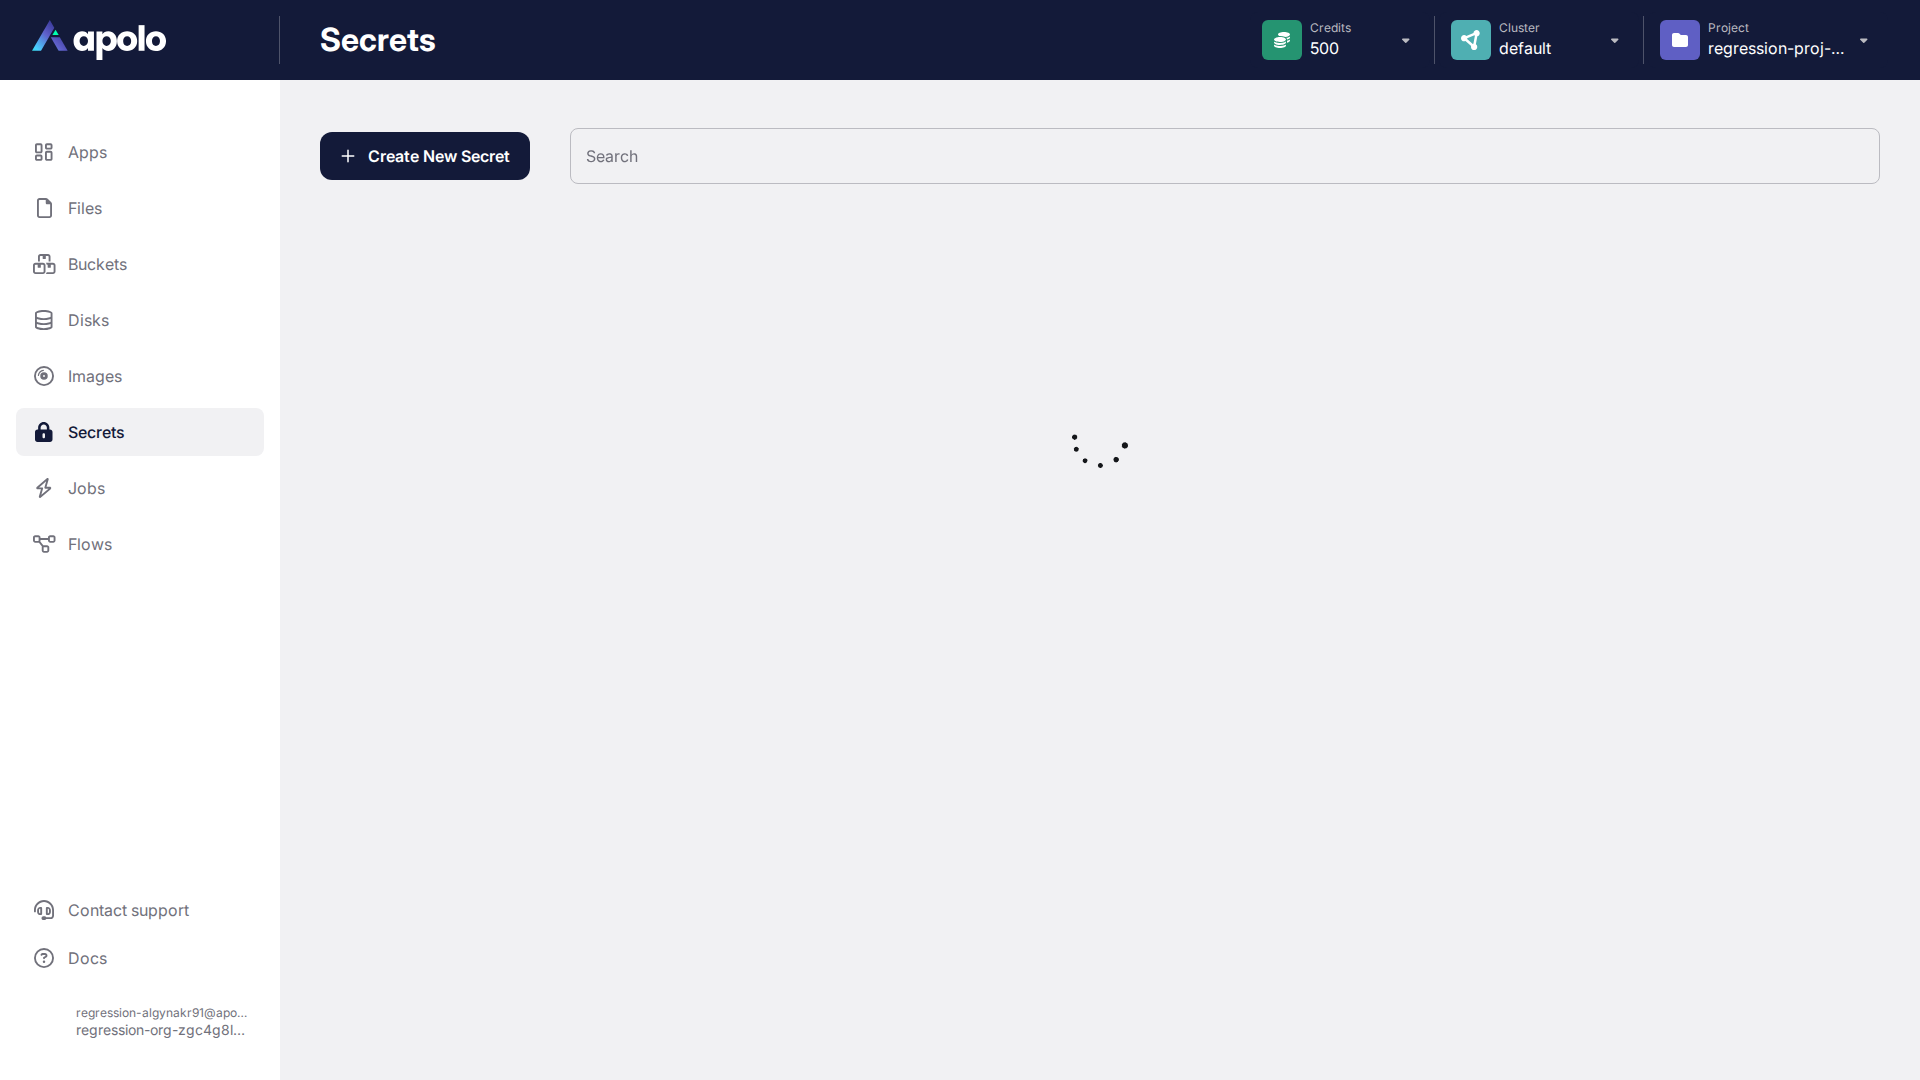 apolo
Secrets
Credits
500
Cluster
default
Project
regression-proj-...
Apps
Files
Buckets
Disks
Images
Secrets
Jobs
Flows
Create New Secret
Search
Contact support
Docs
regression-algynakr91@apo...
regression-org-zgc4g8l...